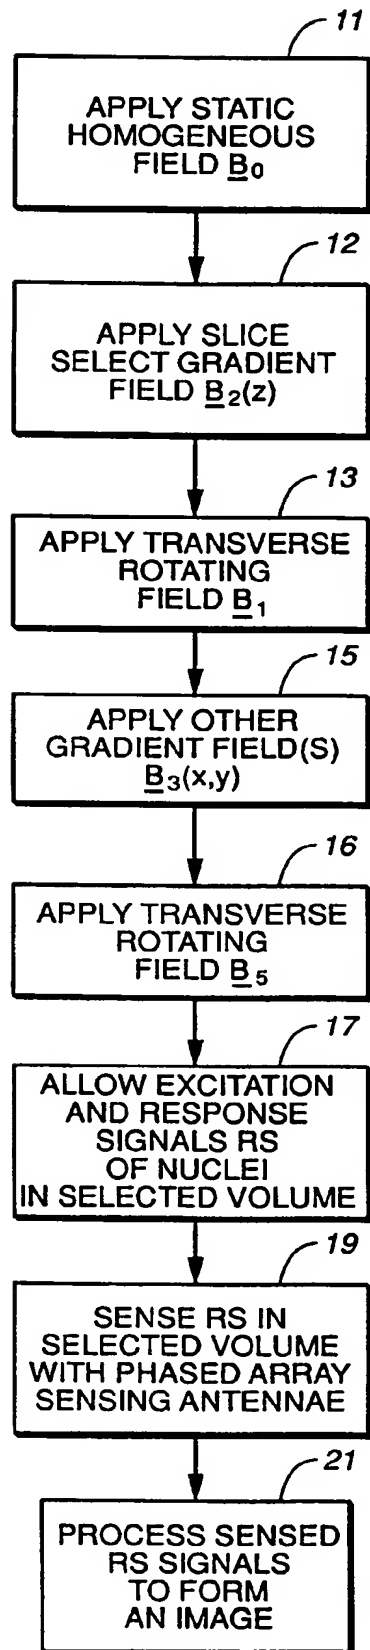 11
APPLY STATIC
HOMOGENEOUS
FIELD B0
12
APPLY SLICE
SELECT GRADIENT
FIELD B2(z)
13
APPLY TRANSVERSE
ROTATING
FIELD B1
15
APPLY OTHER
GRADIENT FIELD(S)
B3(x,y)
16
APPLY TRANSVERSE
ROTATING
FIELD B5
17
ALLOW EXCITATION
AND RESPONSE
SIGNALS RS
OF NUCLEI
IN SELECTED VOLUME
19
SENSE RS IN
SELECTED VOLUME
WITH PHASED ARRAY
SENSING ANTENNAE
21
PROCESS SENSED
RS SIGNALS
TO FORM
AN IMAGE